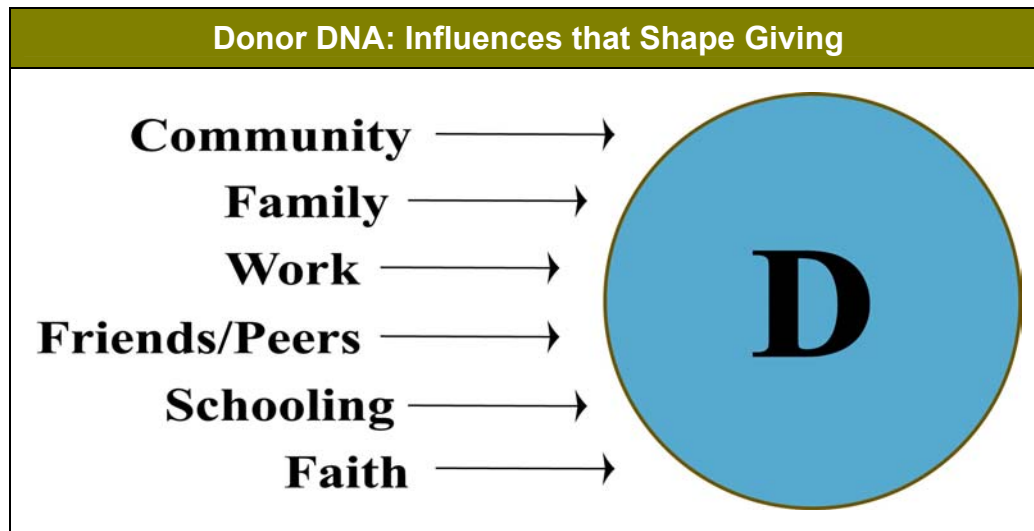 Donor DNA: Influences that Shape Giving
Community
Family
Work
Friends/Peers
Schooling
Faith
D